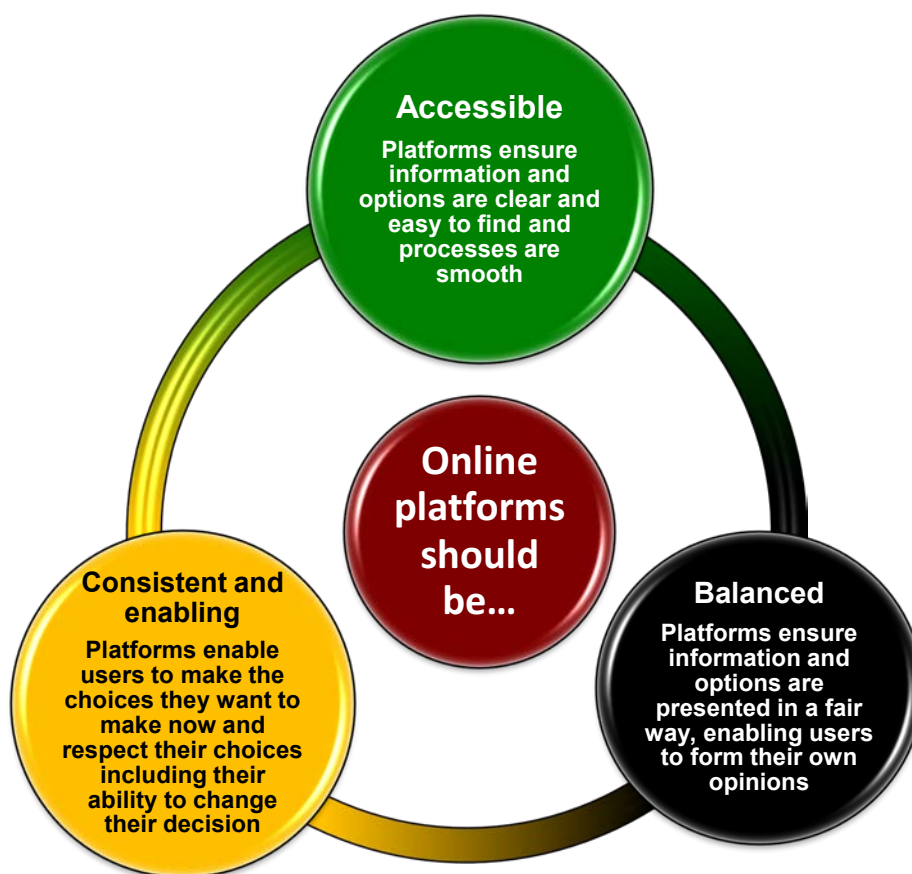 Accessible
Platforms ensure
information and
options are clear and
easy to find and
processes are
smooth
Online
platforms
should
be...
Consistent and
enabling
Platforms enable
users to make the
choices they want to
make now and
respect their choices
including their
ability to change
their decision
Balanced
Platforms ensure
information and
options are
presented in a fair
way, enabling users
to form their own
opinions